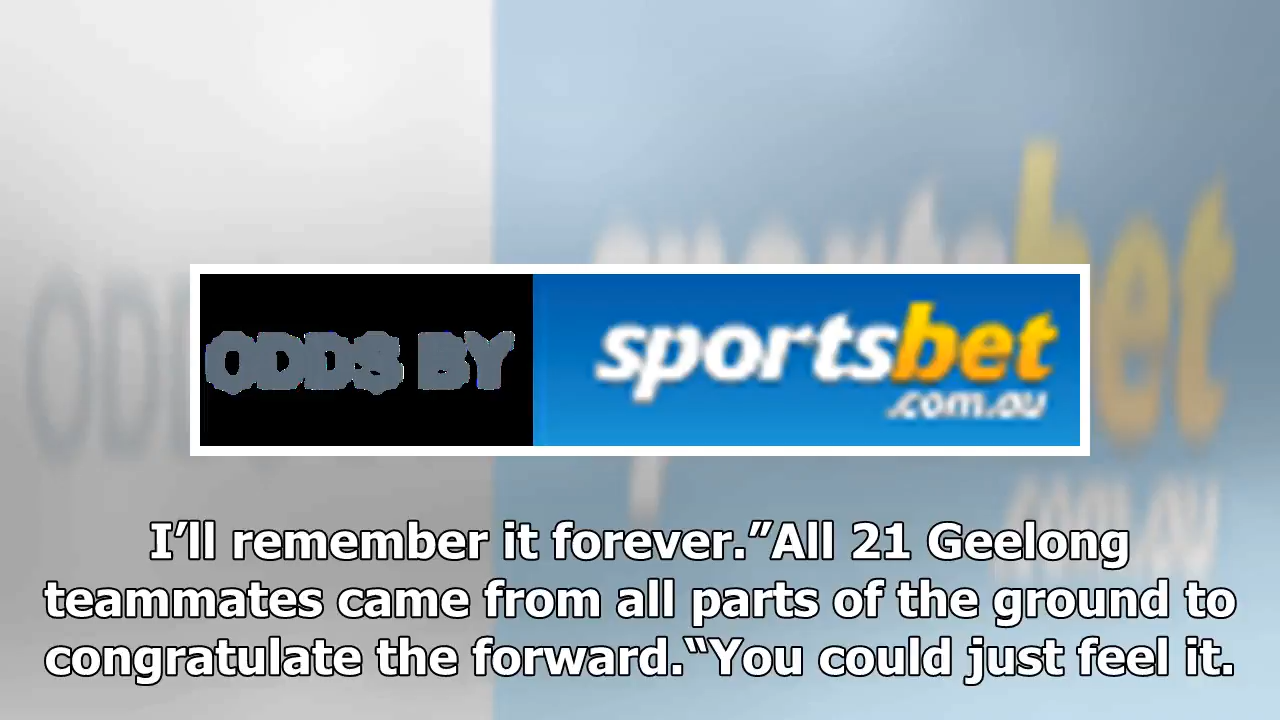 ODDS BY
sportsbet
.com.au
I’ll remember it forever.”All 21 Geelong
teammates came from all parts of the ground to
congratulate the forward.“You could just feel it.